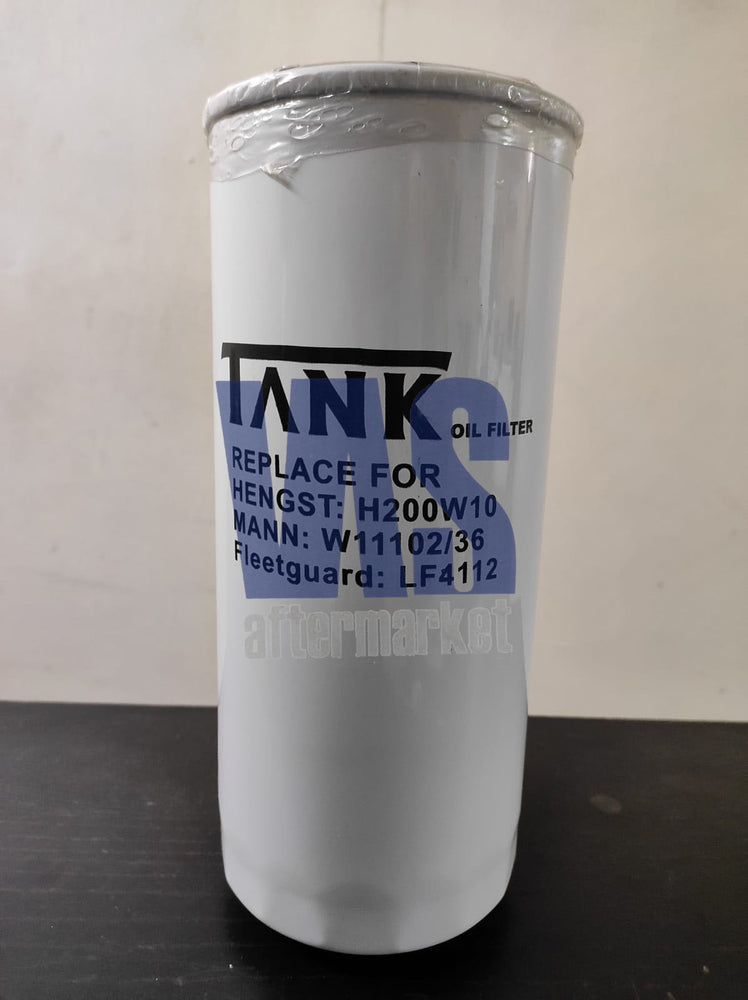 TANK OIL FILTER
REPLACE FOR
HENGST: H200W10
MANN: W11102/36
Fleetguard: LF4112
VAS
aftermarket